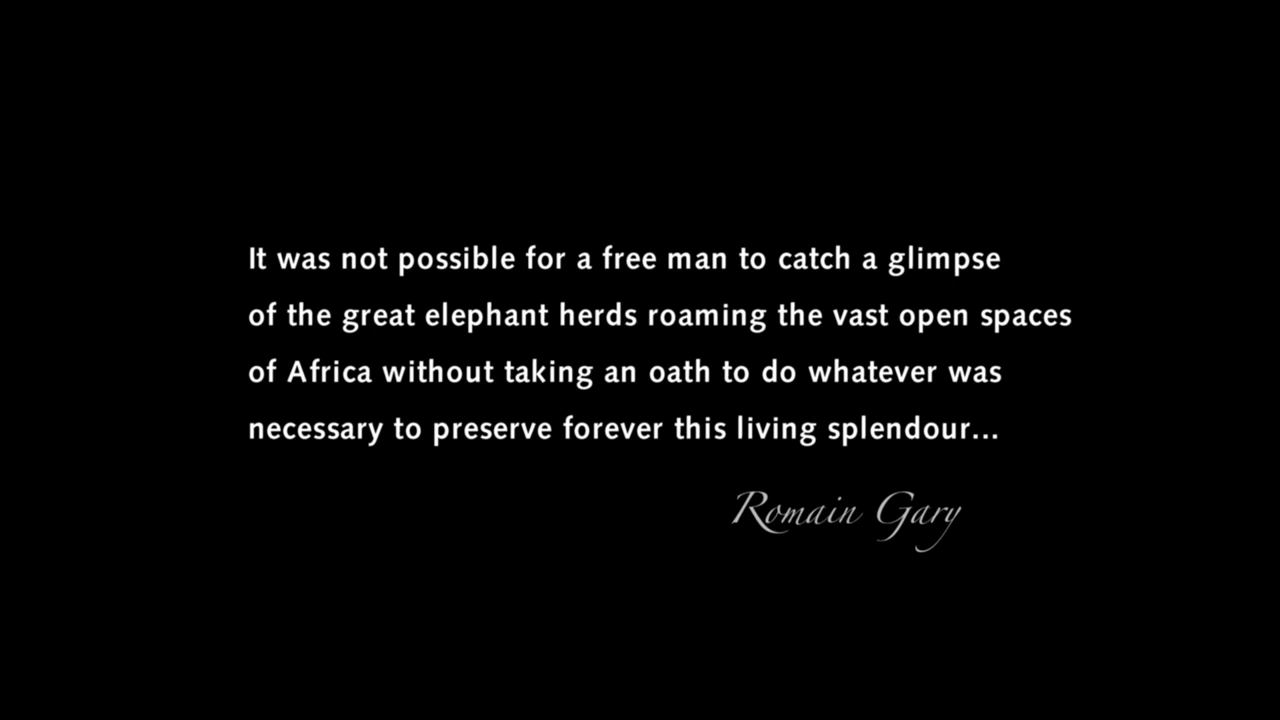 It was not possible for a free man to catch a glimpse
of the great elephant herds roaming the vast open spaces
of Africa without taking an oath to do whatever was
necessary to preserve forever this living splendour...
Romain Gary